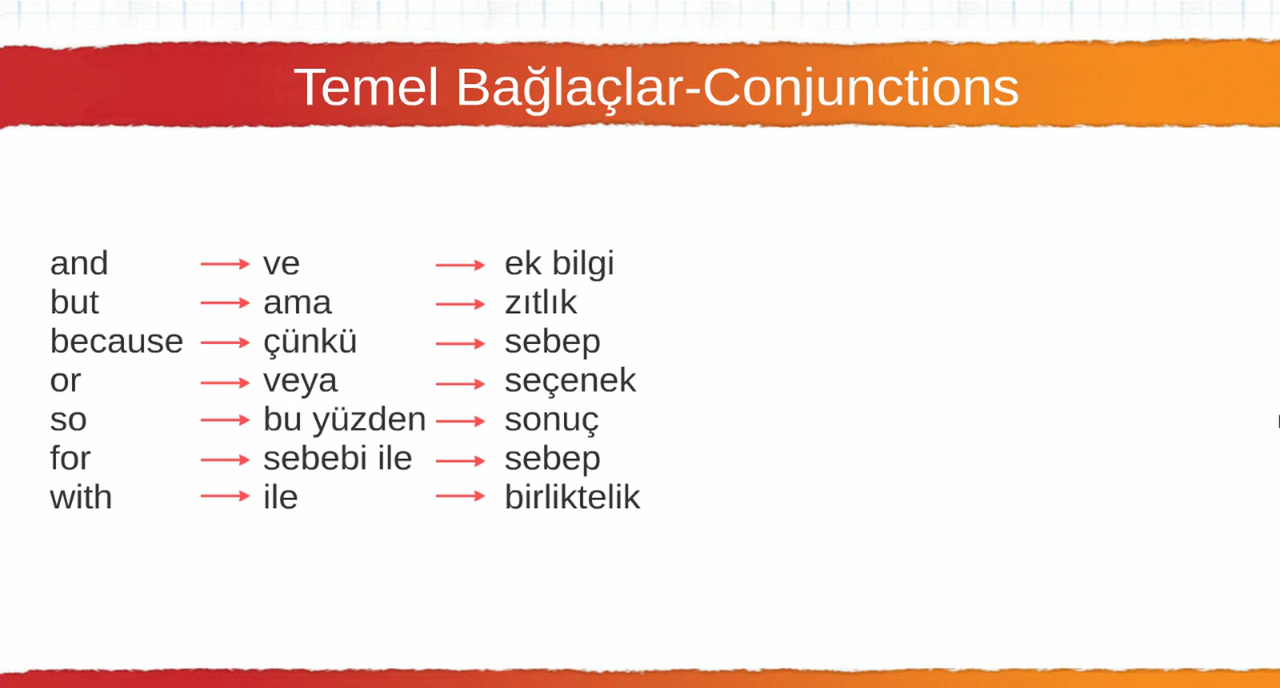 Temel Bağlaçlar-Conjunctions
and → ve → ek bilgi
but → ama → zıtlık
because → çünkü → sebep
or → veya → seçenek
so → bu yüzden → sonuç
for → sebebi ile → sebep
with → ile → birliktelik